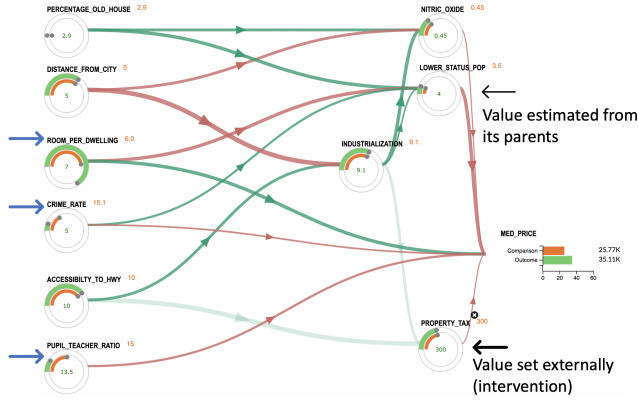 PERCENTAGE_OLD_HOUSE 2.9
2.9
NITRIC_OXIDE 0.45
0.45
DISTANCE_FROM_CITY 5
5
LOWER_STATUS_POP 3.5
4
Value estimated from
its parents
ROOM_PER_DWELLING 6.0
7
INDUSTRIALIZATION 9.1
9.1
CRIME_RATE 15.1
5
MED_PRICE
Comparison 25.77K
Outcome 35.11K
0 20 40 60
ACCESSIBILTY_TO_HWY 10
10
PROPERTY_TAX 300
300
PUPIL_TEACHER_RATIO 15
13.5
Value set externally
(intervention)